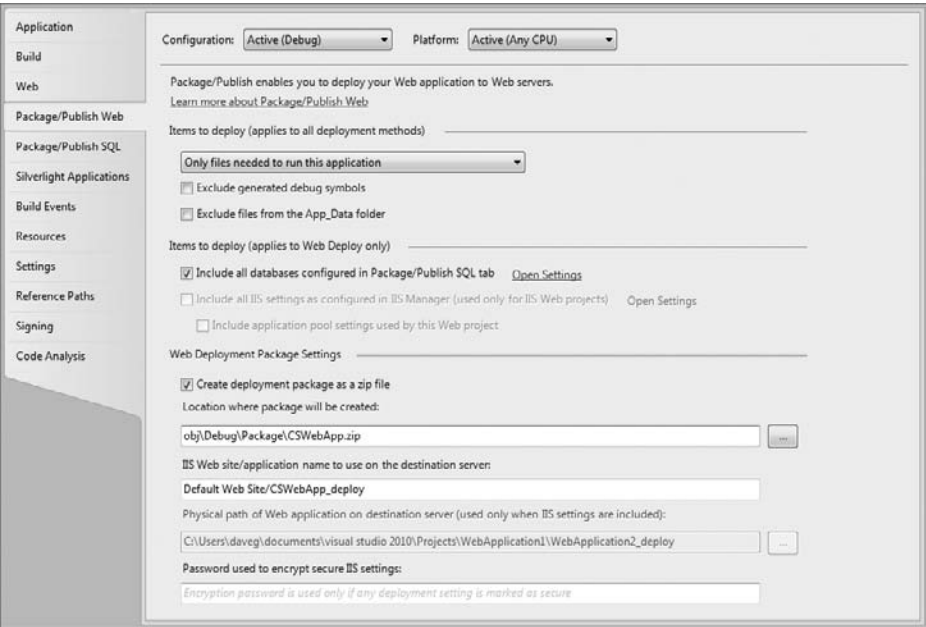 Application
Build
Web
Package/Publish Web
Package/Publish SQL
Silverlight Applications
Build Events
Resources
Settings
Reference Paths
Signing
Code Analysis
Configuration: Active (Debug) Platform: Active (Any CPU)
Package/Publish enables you to deploy your Web application to Web servers.
Learn more about Package/Publish Web
Items to deploy (applies to all deployment methods)
Only files needed to run this application
Exclude generated debug symbols
Exclude files from the App_Data folder
Items to deploy (applies to Web Deploy only)
Include all databases configured in Package/Publish SQL tab Open Settings
Include all IIS settings as configured in IIS Manager (used only for IIS Web projects) Open Settings
Include application pool settings used by this Web project
Web Deployment Package Settings
Create deployment package as a zip file
Location where package will be created:
obj\Debug\Package\CSWebApp.zip ...
IIS Web site/application name to use on the destination server:
Default Web Site/CSWebApp_deploy
Physical path of Web application on destination server (used only when IIS settings are included):
C:\Users\daveg\documents\visual studio 2010\Projects\WebApplication1\WebApplication2_deploy ...
Password used to encrypt secure IIS settings:
Encryption password is used only if any deployment setting is marked as secure